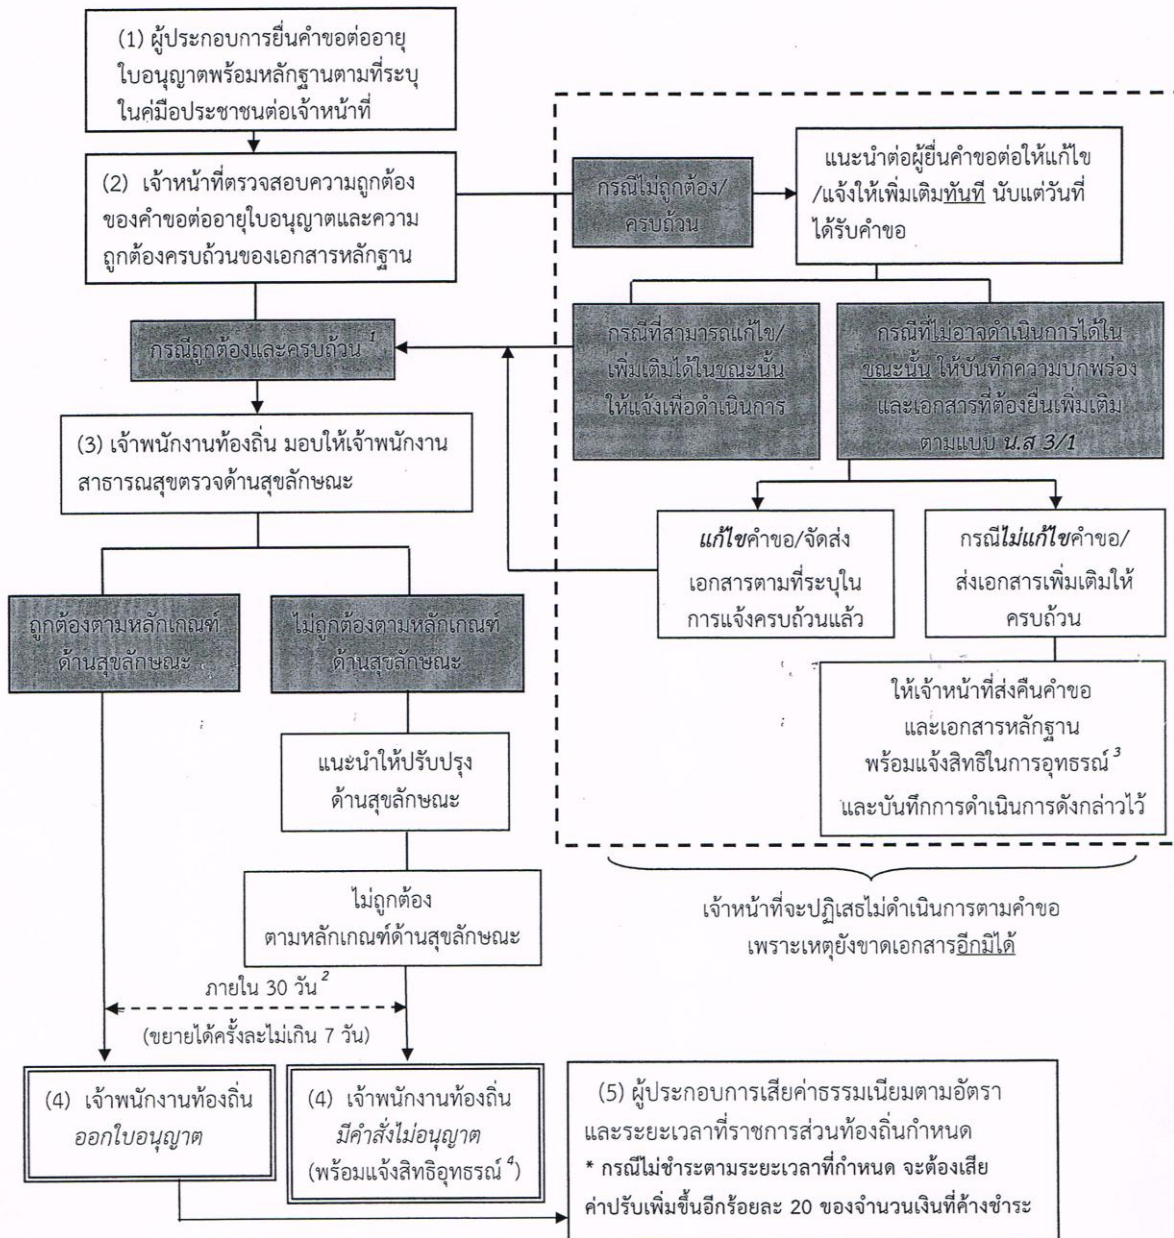 (1) ผู้ประกอบการยื่นคำขอต่ออายุ
ใบอนุญาตพร้อมหลักฐานตามที่ระบุ
ในคู่มือประชาชนต่อเจ้าหน้าที่
(2) เจ้าหน้าที่ตรวจสอบความถูกต้อง
ของคำขอต่ออายุใบอนุญาตและความ
ถูกต้องครบถ้วนของเอกสารหลักฐาน
กรณีไม่ถูกต้อง/
ครบถ้วน
แนะนำต่อผู้ยื่นคำขอต่อให้แก้ไข
/แจ้งให้เพิ่มเติมทันที นับแต่วันที่
ได้รับคำขอ
กรณีถูกต้องและครบถ้วน 1
กรณีที่สามารถแก้ไข/
เพิ่มเติมได้ในขณะนั้น
ให้แจ้งเพื่อดำเนินการ
กรณีที่ไม่อาจดำเนินการได้ใน
ขณะนั้น ให้บันทึกความบกพร่อง
และเอกสารที่ต้องยื่นเพิ่มเติม
ตามแบบ น.ส 3/1
(3) เจ้าพนักงานท้องถิ่น มอบให้เจ้าพนักงาน
สาธารณสุขตรวจด้านสุขลักษณะ
แก้ไขคำขอ/จัดส่ง
เอกสารตามที่ระบุใน
การแจ้งครบถ้วนแล้ว
กรณีไม่แก้ไขคำขอ/
ส่งเอกสารเพิ่มเติมให้
ครบถ้วน
ถูกต้องตามหลักเกณฑ์
ด้านสุขลักษณะ
ไม่ถูกต้องตามหลักเกณฑ์
ด้านสุขลักษณะ
ให้เจ้าหน้าที่ส่งคืนคำขอ
และเอกสารหลักฐาน
พร้อมแจ้งสิทธิในการอุทธรณ์ 3
และบันทึกการดำเนินการดังกล่าวไว้
แนะนำให้ปรับปรุง
ด้านสุขลักษณะ
ไม่ถูกต้อง
ตามหลักเกณฑ์ด้านสุขลักษณะ
เจ้าหน้าที่จะปฏิเสธไม่ดำเนินการตามคำขอ
เพราะเหตุยังขาดเอกสารอีกมิได้
ภายใน 30 วัน 2
(ขยายได้ครั้งละไม่เกิน 7 วัน)
(4) เจ้าพนักงานท้องถิ่น
ออกใบอนุญาต
(4) เจ้าพนักงานท้องถิ่น
มีคำสั่งไม่อนุญาต
(พร้อมแจ้งสิทธิอุทธรณ์ 4)
(5) ผู้ประกอบการเสียค่าธรรมเนียมตามอัตรา
และระยะเวลาที่ราชการส่วนท้องถิ่นกำหนด
* กรณีไม่ชำระตามระยะเวลาที่กำหนด จะต้องเสีย
ค่าปรับเพิ่มขึ้นอีกร้อยละ 20 ของจำนวนเงินที่ค้างชำระ